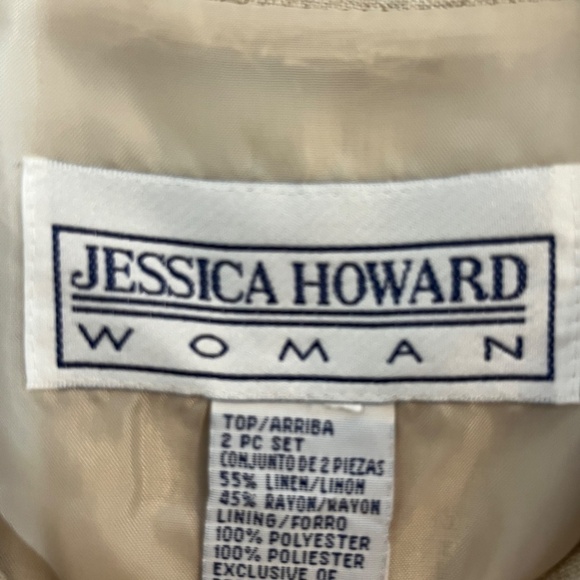 JESSICA HOWARD
WOMAN
TOP/ARRIBA
2 PC SET
CONJUNTO DE 2 PIEZAS
55% LINEN/LINON
45% RAYON/RAYON
LINING/FORRO
100% POLYESTER
100% POLIESTER
EXCLUSIVE OF